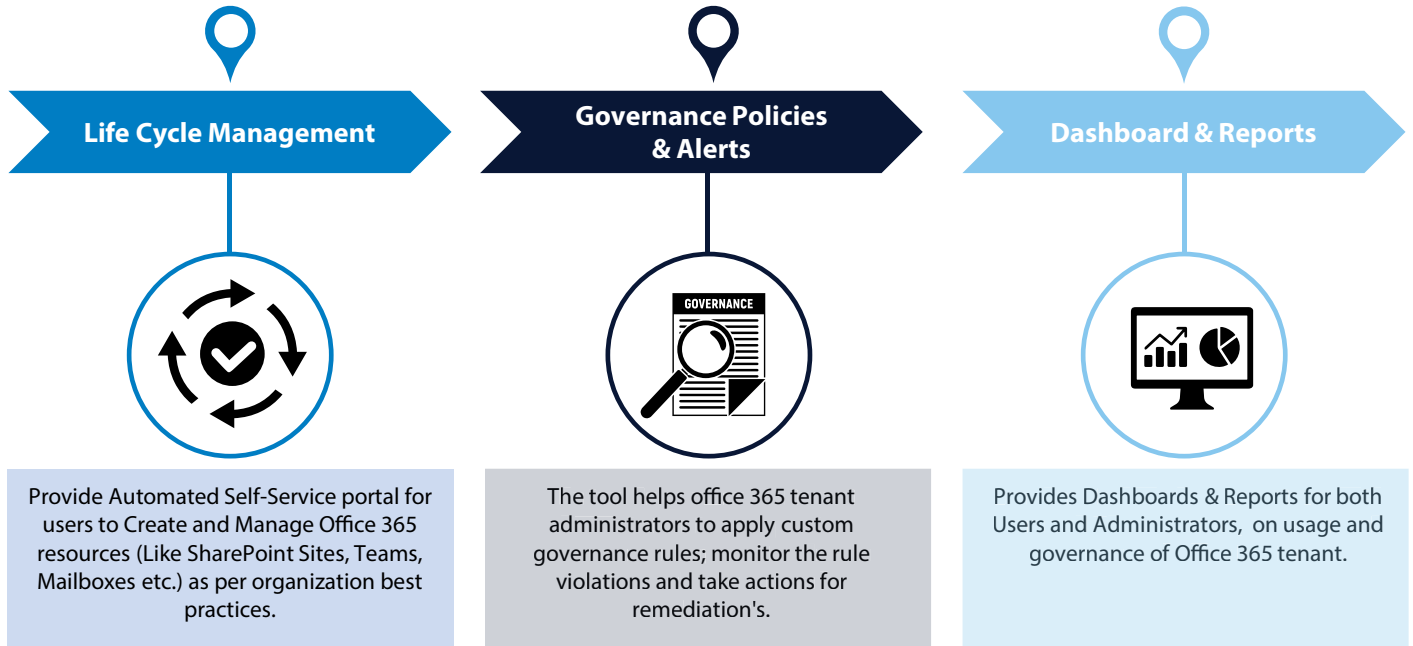 Life Cycle Management
Governance Policies
& Alerts
Dashboard & Reports
GOVERNANCE
Provide Automated Self-Service portal for
users to Create and Manage Office 365
resources (Like SharePoint Sites, Teams,
Mailboxes etc.) as per organization best
practices.
The tool helps office 365 tenant
administrators to apply custom
governance rules; monitor the rule
violations and take actions for
remediation's.
Provides Dashboards & Reports for both
Users and Administrators,  on usage and
governance of Office 365 tenant.